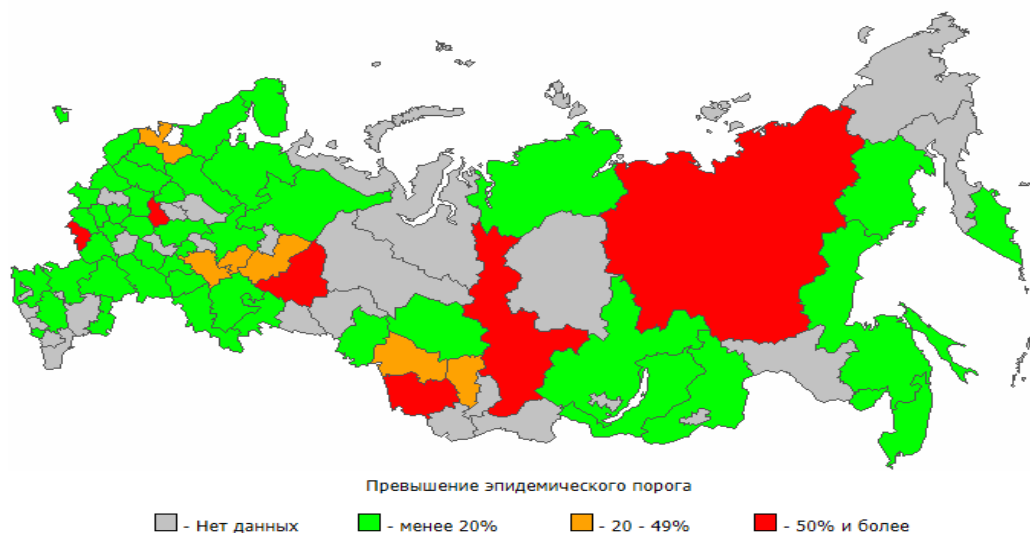 Превышение эпидемического порога
- Нет данных - менее 20% - 20 - 49% - 50% и более